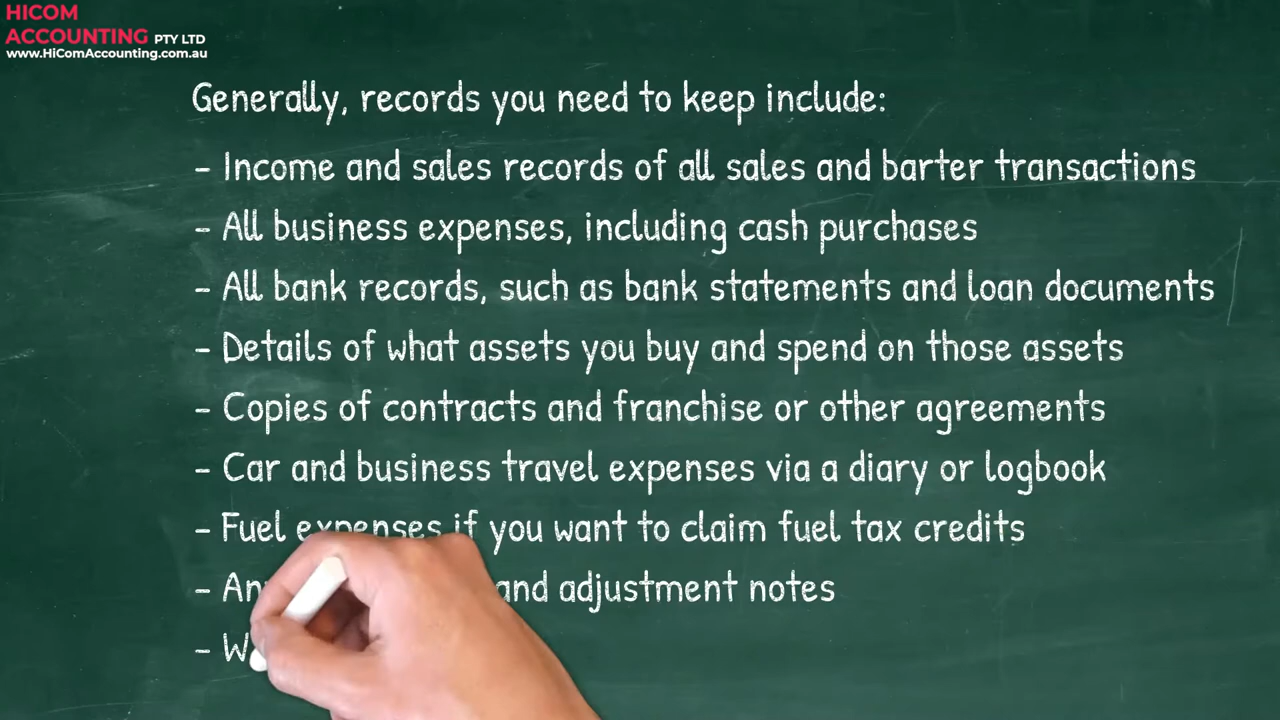 HICOM
ACCOUNTING PTY LTD
www.HiComAccounting.com.au
Generally, records you need to keep include:
- Income and sales records of all sales and barter transactions
- All business expenses, including cash purchases
- All bank records, such as bank statements and loan documents
- Details of what assets you buy and spend on those assets
- Copies of contracts and franchise or other agreements
- Car and business travel expenses via a diary or logbook
- Fuel expenses if you want to claim fuel tax credits
- and adjustment notes
-